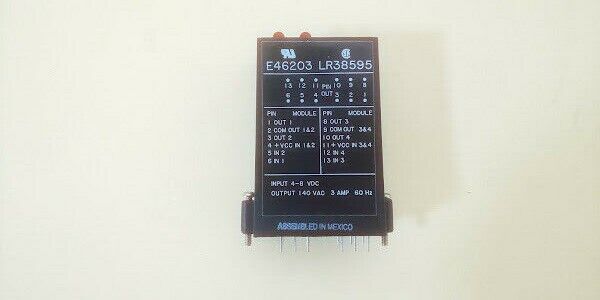 E46203 LR38595
13 12 11 PIN 10 9 8
6 5 4 OUT 3 2 1
PIN MODULE
1 OUT 1
2 COM OUT 1&2
3 OUT 2
4 +VCC IN 1&2
5 IN 2
6 IN 1
PIN MODULE
8 OUT 3
9 COM OUT 3&4
10 OUT 4
11 +VCC IN 3&4
12 IN 4
13 IN 3
INPUT 4-8 VDC
OUTPUT 140 VAC 3 AMP 60 Hz
ASSEMBLED IN MEXICO